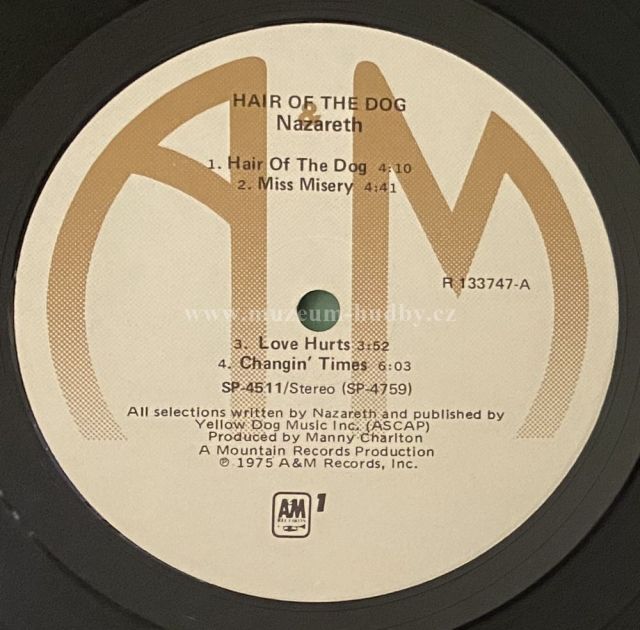 HAIR OF THE DOG
&
Nazareth
1. Hair Of The Dog 4:10
2. Miss Misery 4:41
R 133747-A
www.muzeum-hudby.cz
3. Love Hurts 3:52
4. Changin' Times 6:03
SP-4511/Stereo (SP-4759)
All selections written by Nazareth and published by
Yellow Dog Music Inc. (ASCAP)
Produced by Manny Charlton
A Mountain Records Production
℗ 1975 A&M Records, Inc.
A&M 1
RECORDS